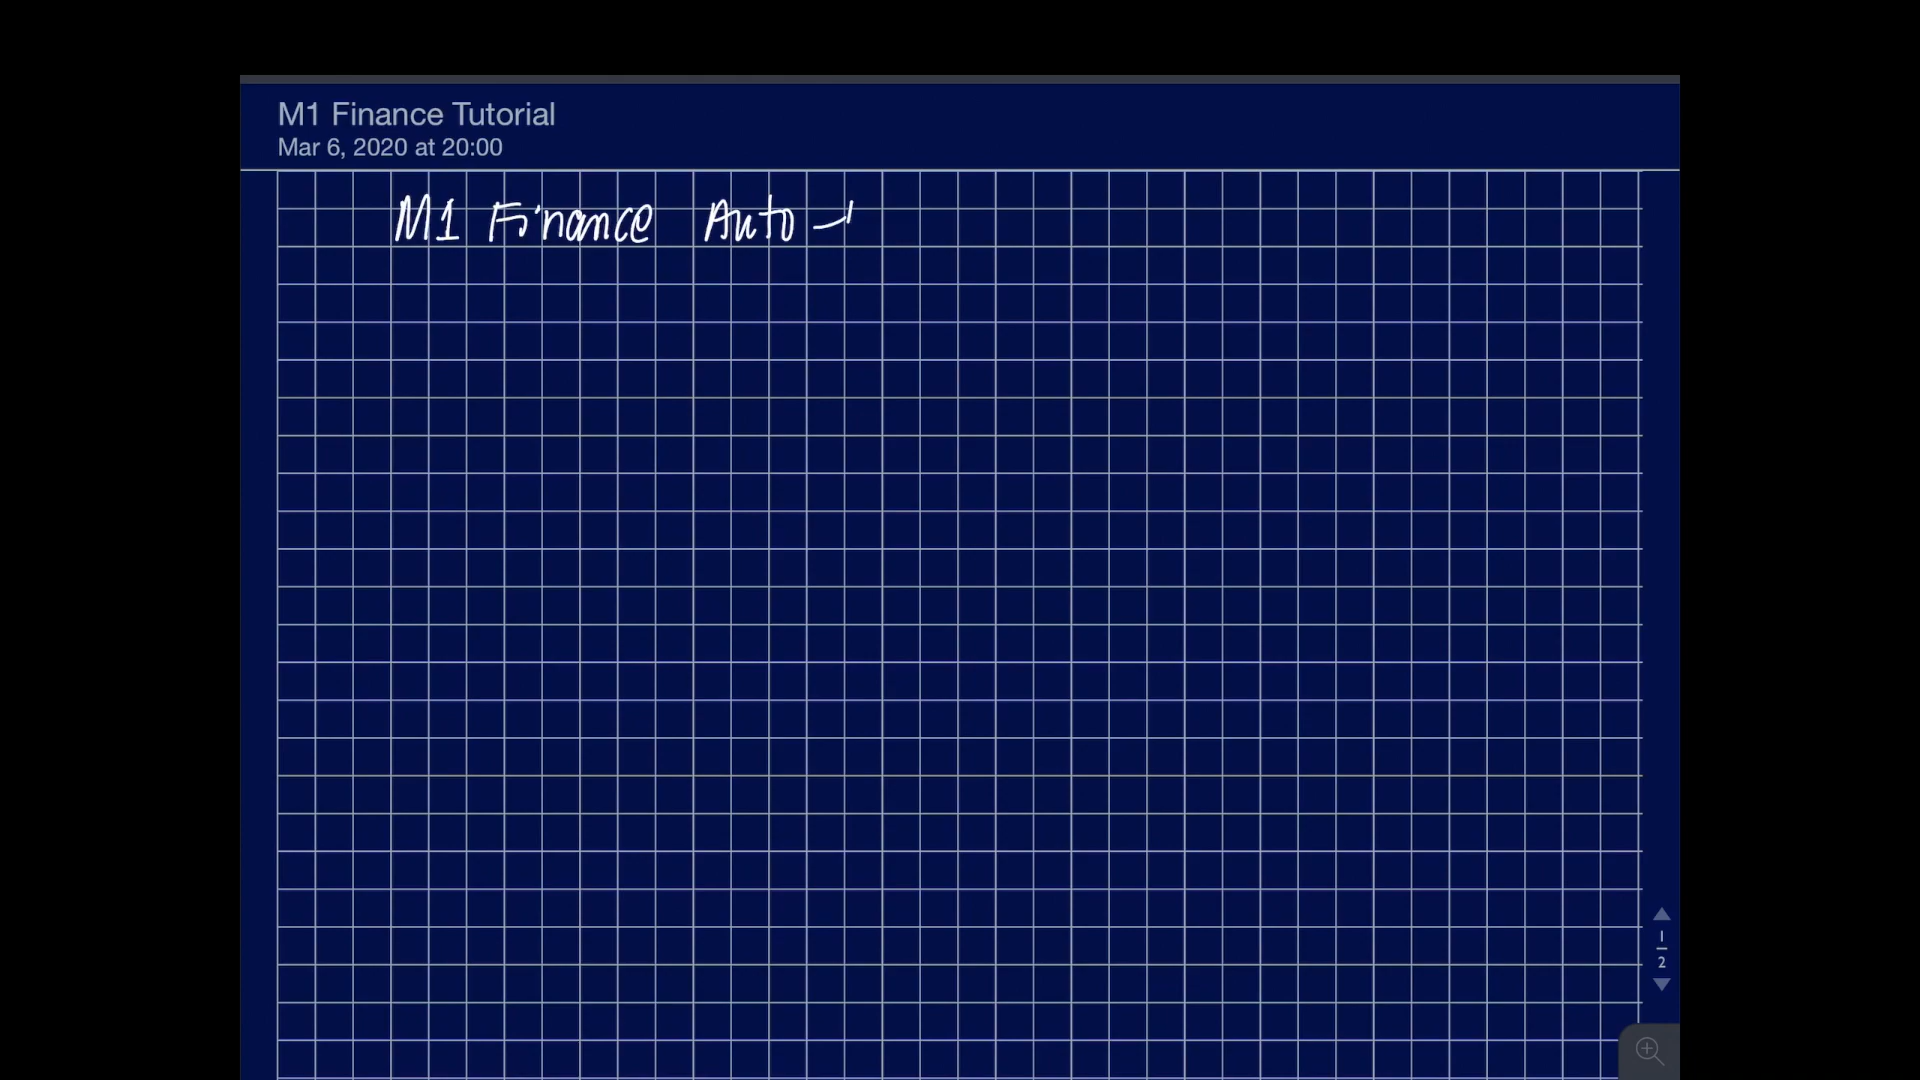 M1 Finance Tutorial
Mar 6, 2020 at 20:00
M1 Finance Auto -
1
2